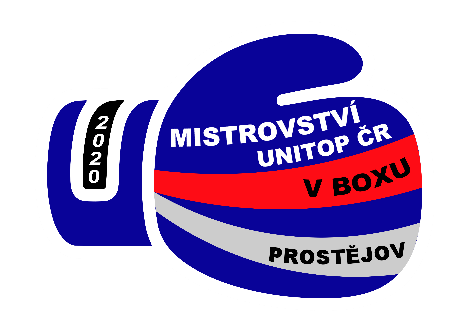 2020
MISTROVSTVÍ
UNITOP ČR
V BOXU
PROSTĚJOV